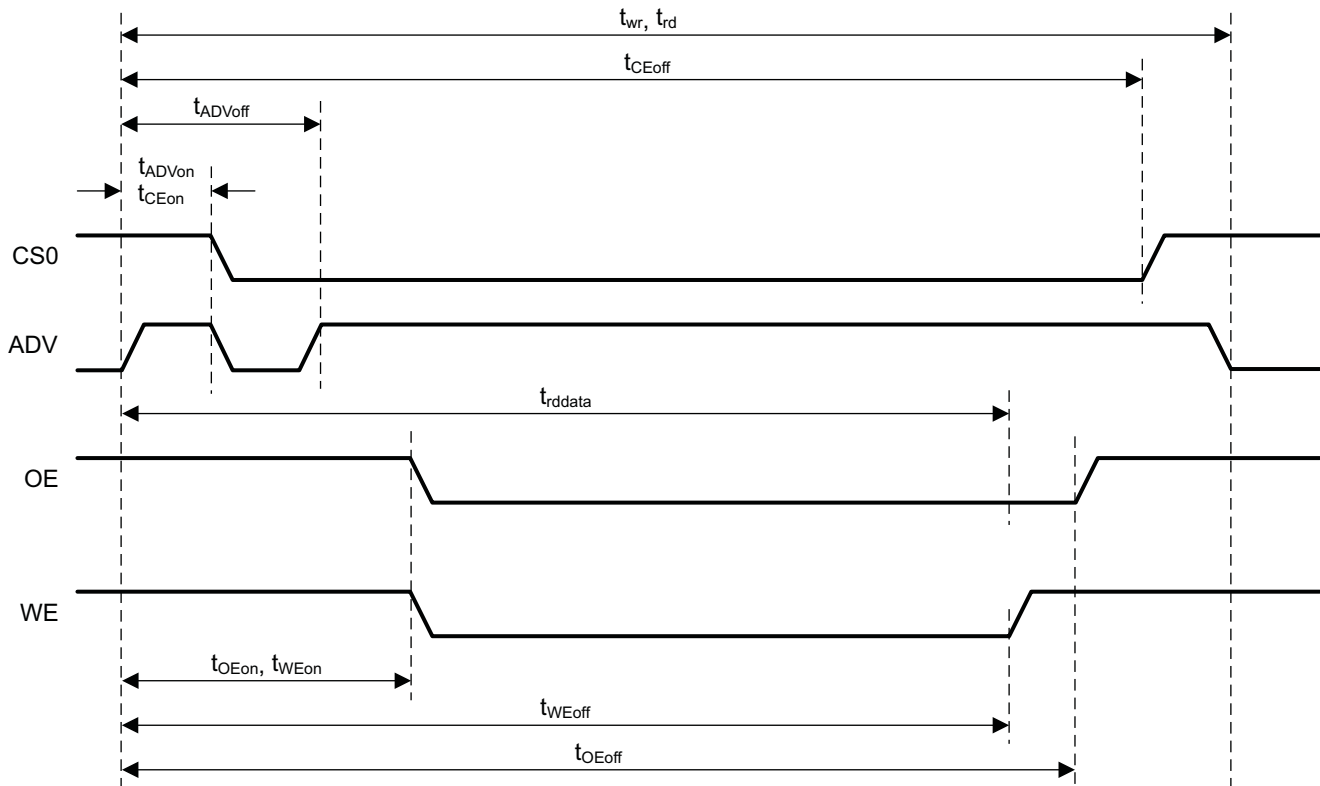 twr, trd
tCEoff
tADVoff
tADVon
tCEon
CS0
ADV
trddata
OE
WE
tOEon, tWEon
tWEoff
tOEoff